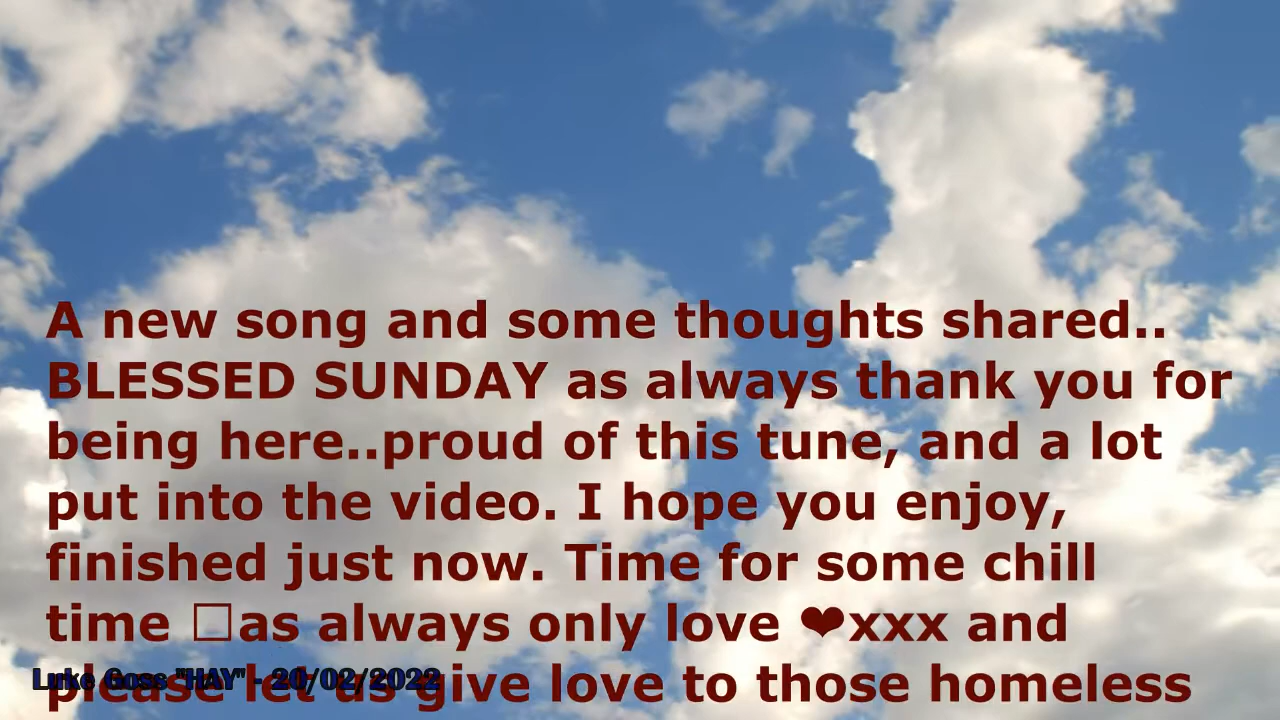 A new song and some thoughts shared..
BLESSED SUNDAY as always thank you for
being here..proud of this tune, and a lot
put into the video. I hope you enjoy,
finished just now. Time for some chill
time □as always only love ❤xxx and
please let us give love to those homeless
Luke Goss "HAY" - 20/02/2022